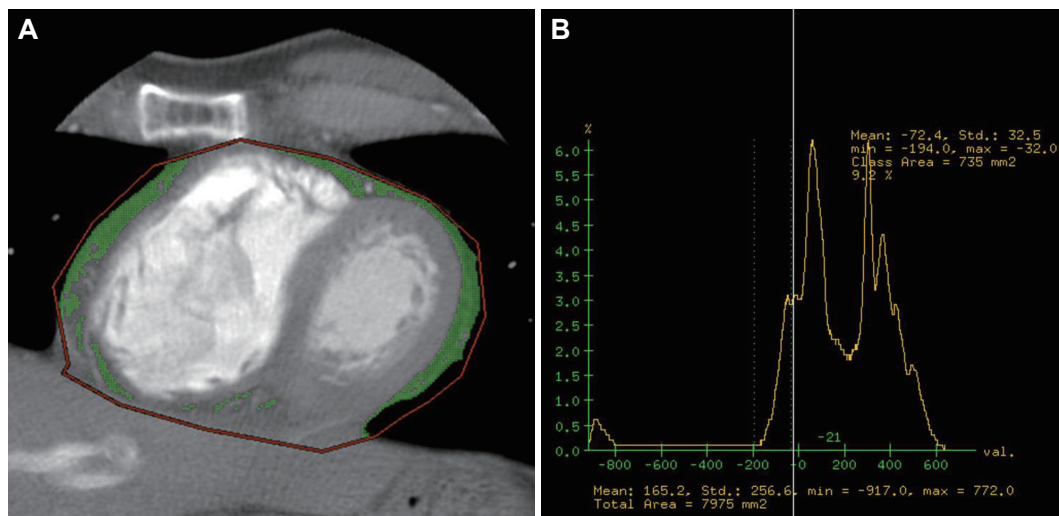 A
B
%
6.0
5.5
5.0
4.5
4.0
3.5
3.0
2.5
2.0
1.5
1.0
0.5
0.0
Mean: -72.4, Std.: 32.5
min = -194.0, max = -32.0
Class Area = 735 mm2
9.2 %
-21
val.
-800 -600 -400 -200 0 200 400 600
Mean: 165.2, Std.: 256.6, min = -917.0, max = 772.0
Total Area = 7975 mm2